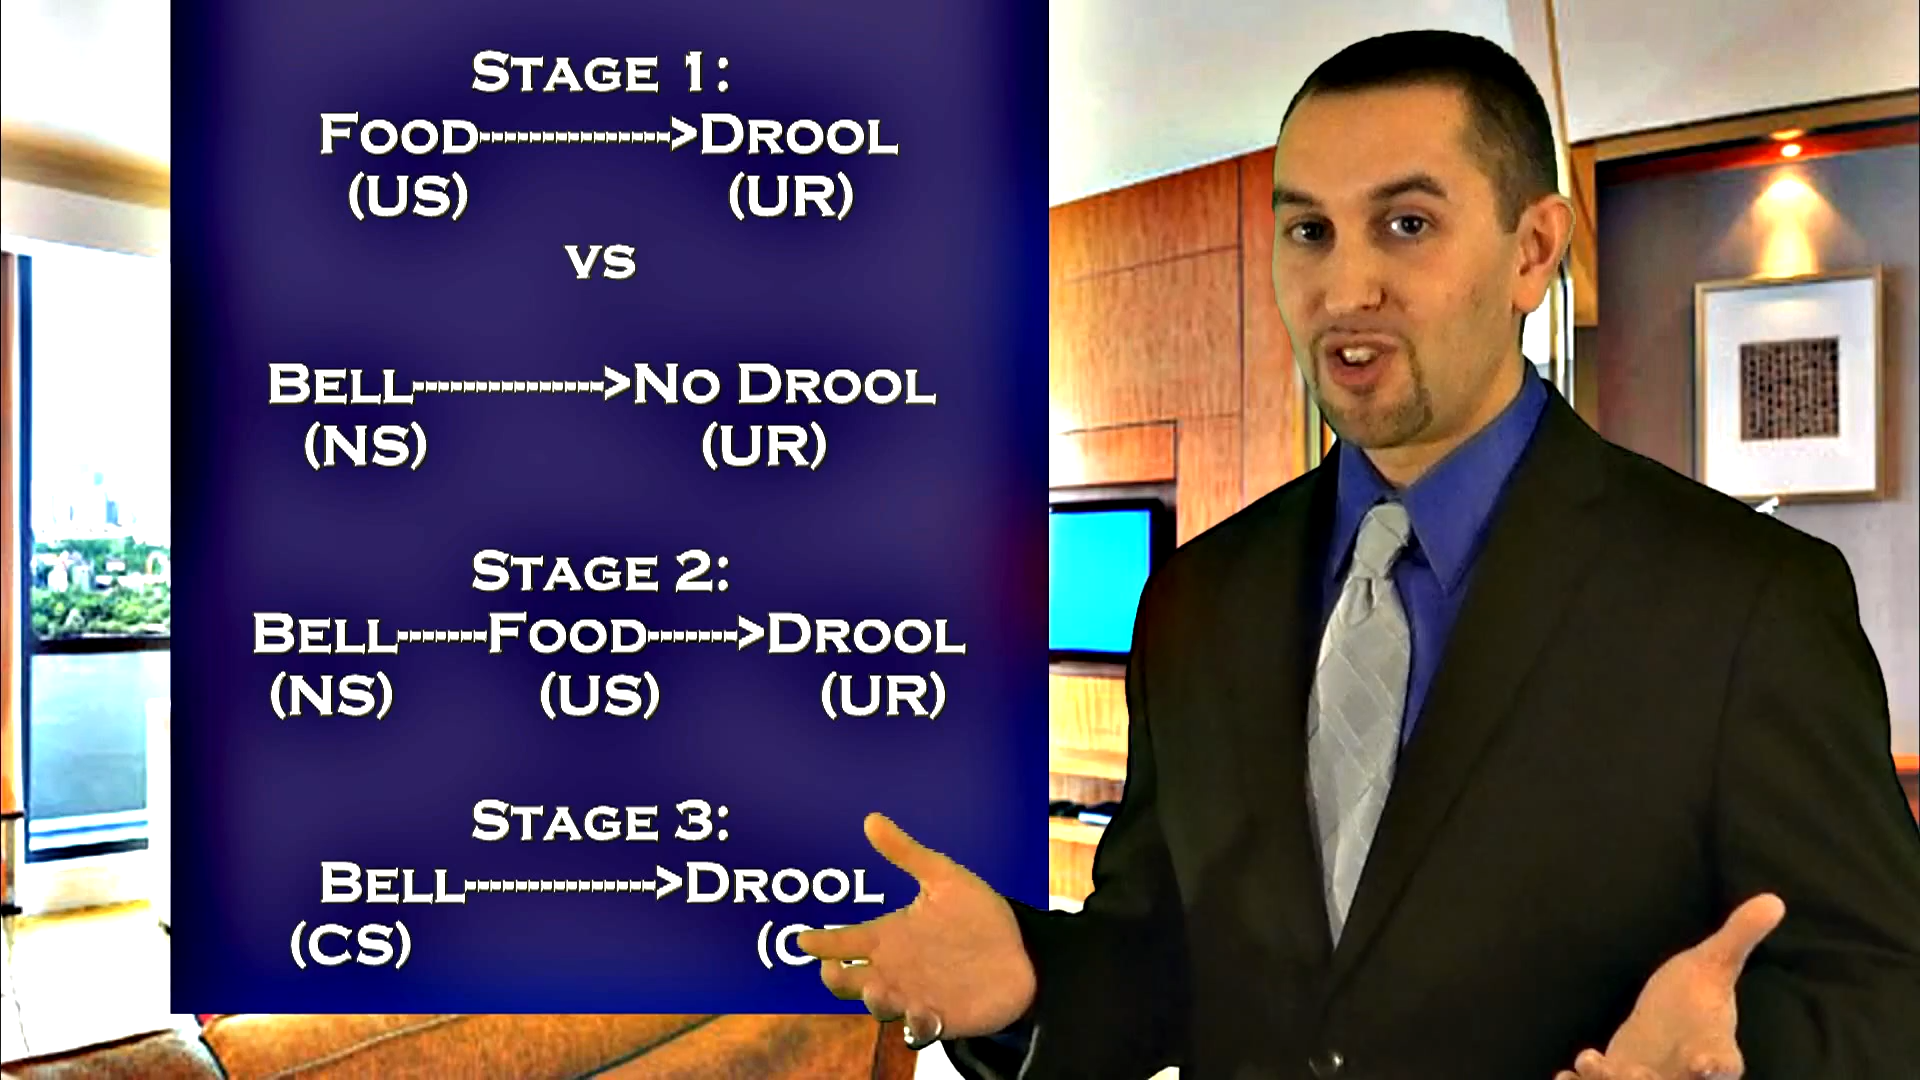 STAGE 1:
FOOD--------------->DROOL
(US) (UR)
VS
BELL--------------->NO DROOL
(NS) (UR)
STAGE 2:
BELL-------FOOD------->DROOL
(NS) (US) (UR)
STAGE 3:
BELL--------------->DROOL
(CS)